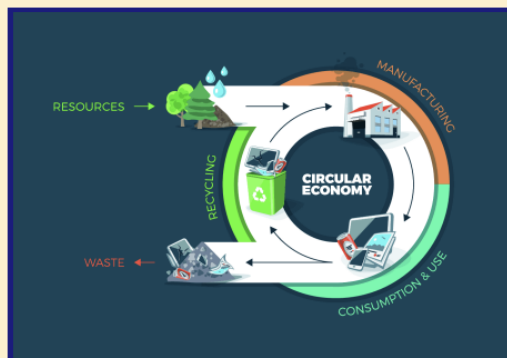 RESOURCES
MANUFACTURING
RECYCLING
CIRCULAR
ECONOMY
WASTE
CONSUMPTION & USE